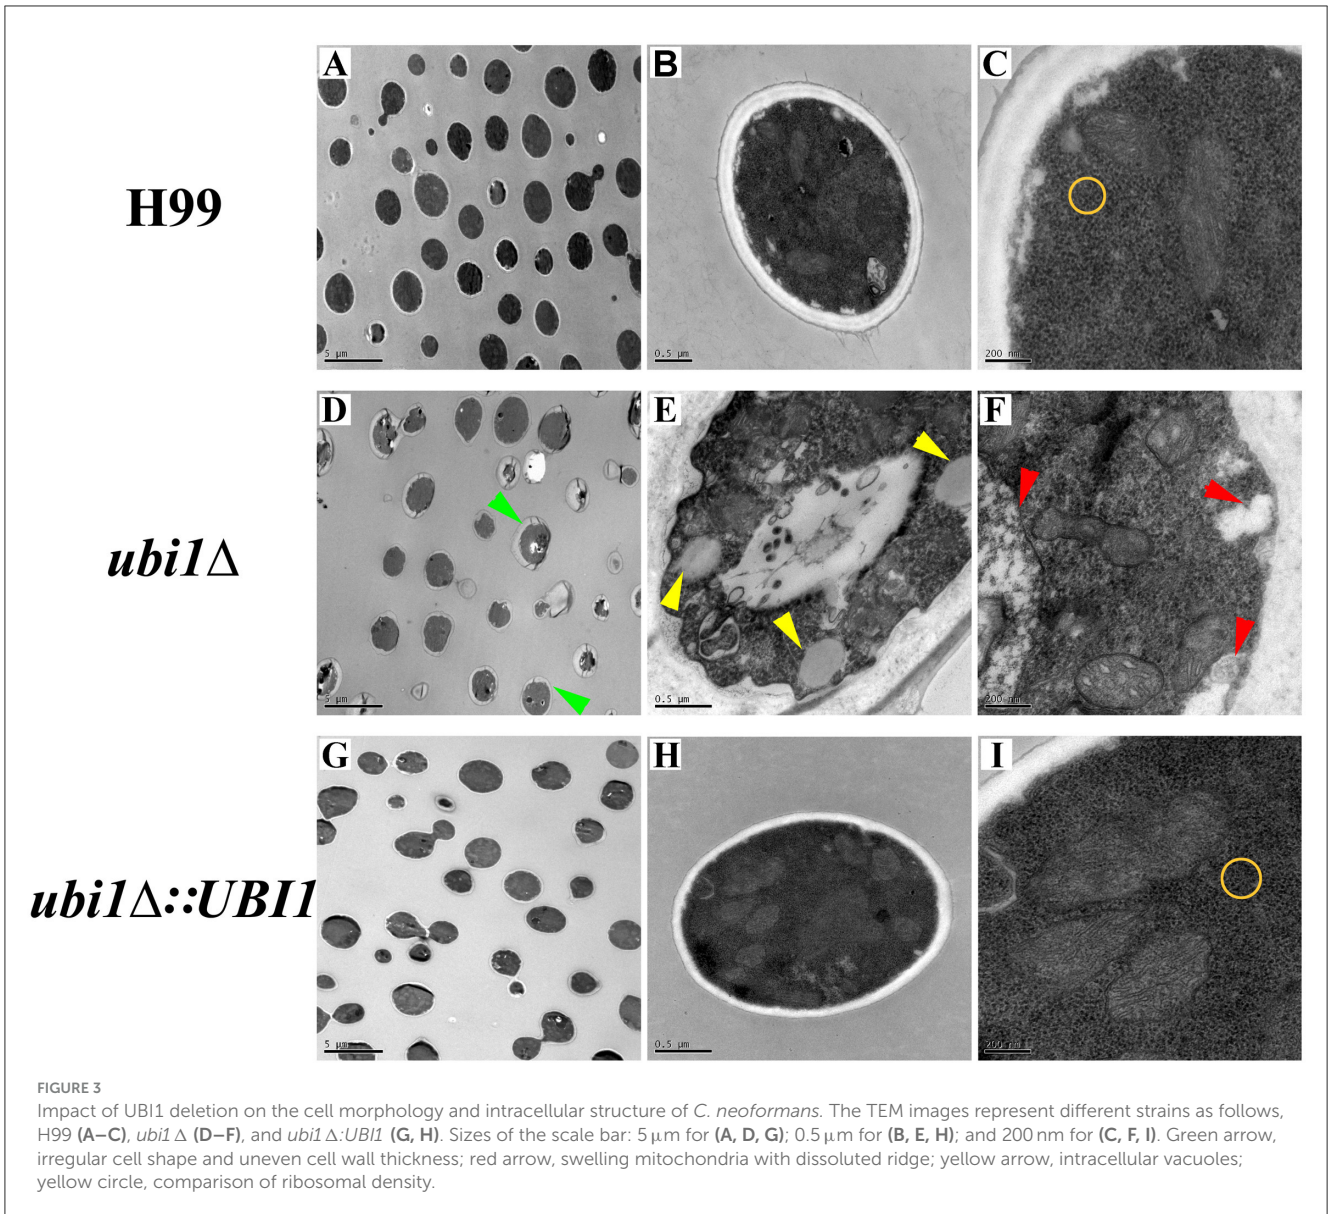 H99
A
B
C
5 μm
0.5 μm
200 nm
ubi1Δ
D
E
F
5 μm
0.5 μm
200 nm
ubi1Δ::UBI1
G
H
I
5 μm
0.5 μm
200 nm
FIGURE 3
Impact of UBI1 deletion on the cell morphology and intracellular structure of C. neoformans. The TEM images represent different strains as follows,
H99 (A–C), ubi1Δ (D–F), and ubi1Δ:UBI1 (G, H). Sizes of the scale bar: 5 μm for (A, D, G); 0.5 μm for (B, E, H); and 200 nm for (C, F, I). Green arrow,
irregular cell shape and uneven cell wall thickness; red arrow, swelling mitochondria with dissoluted ridge; yellow arrow, intracellular vacuoles;
yellow circle, comparison of ribosomal density.